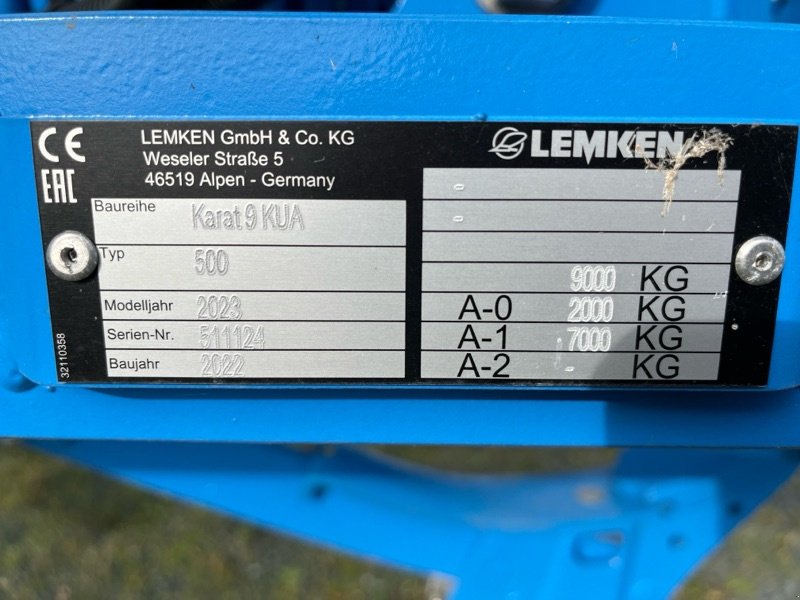 CE
EAC
LEMKEN GmbH & Co. KG
Weseler Straße 5
46519 Alpen - Germany
LEMKEN
Baureihe Karat 9 KUA
Typ 500
Modelljahr 2023
Serien-Nr. 511124
Baujahr 2022
32110358
-
-
9000 KG
A-0 2000 KG
A-1 7000 KG
A-2 - KG